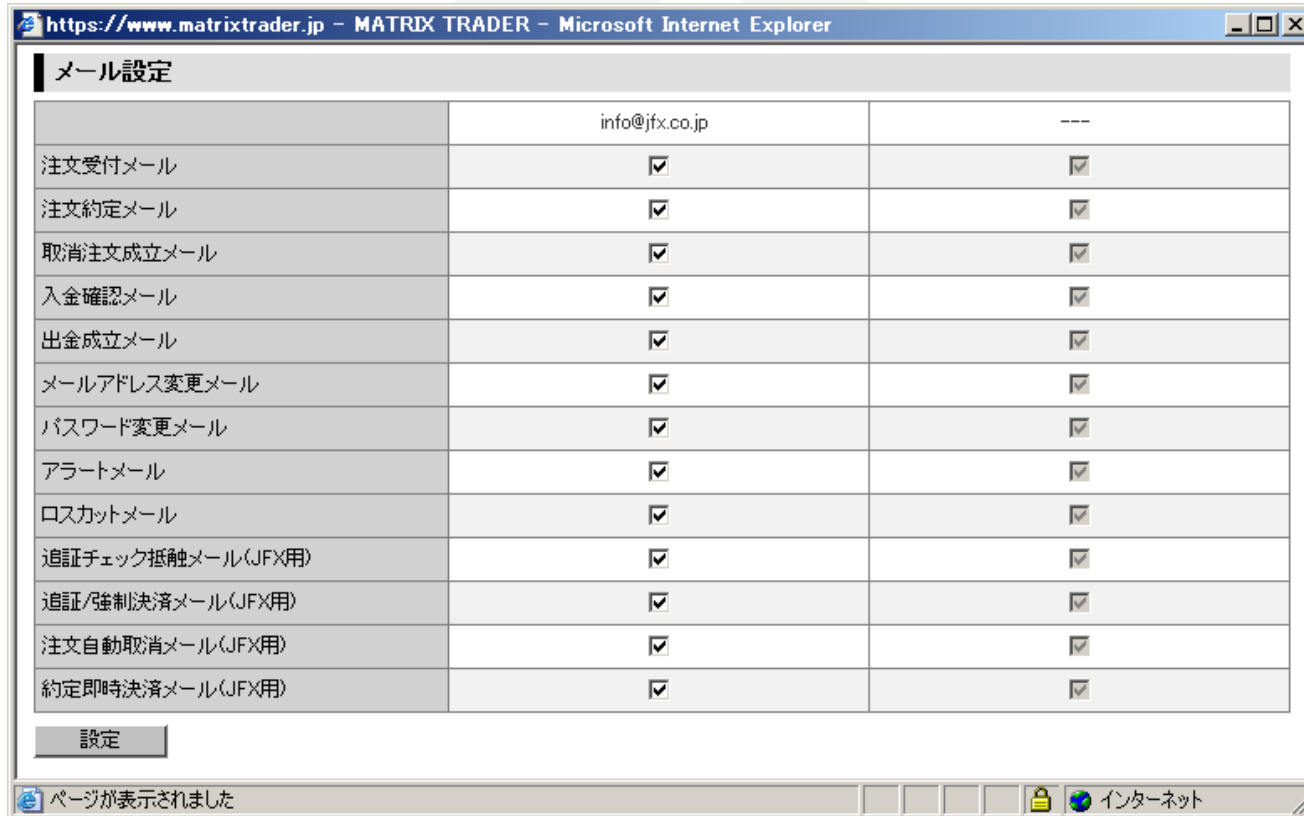 https://www.matrixtrader.jp - MATRIX TRADER - Microsoft Internet Explorer
メール設定
info@jfx.co.jp ---
注文受付メール
注文約定メール
取消注文成立メール
入金確認メール
出金成立メール
メールアドレス変更メール
パスワード変更メール
アラートメール
ロスカットメール
追証チェック抵触メール(JFX用)
追証/強制決済メール(JFX用)
注文自動取消メール(JFX用)
約定即時決済メール(JFX用)
設定
ページが表示されました インターネット